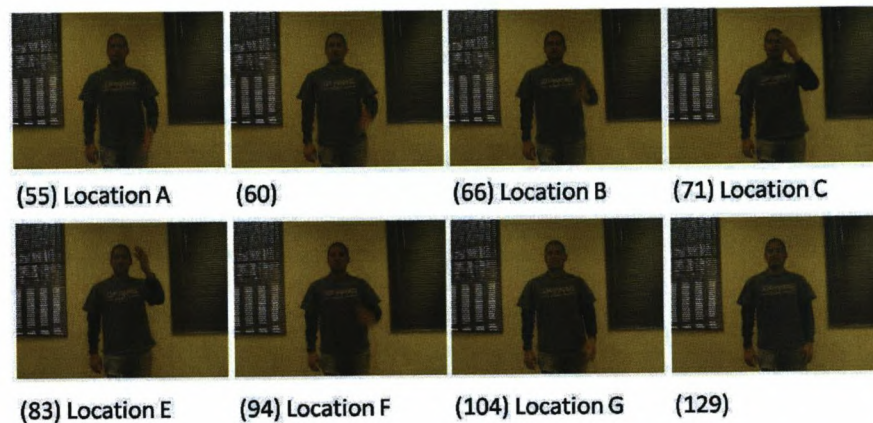 (55) Location A (60) (66) Location B (71) Location C
(83) Location E (94) Location F (104) Location G (129)